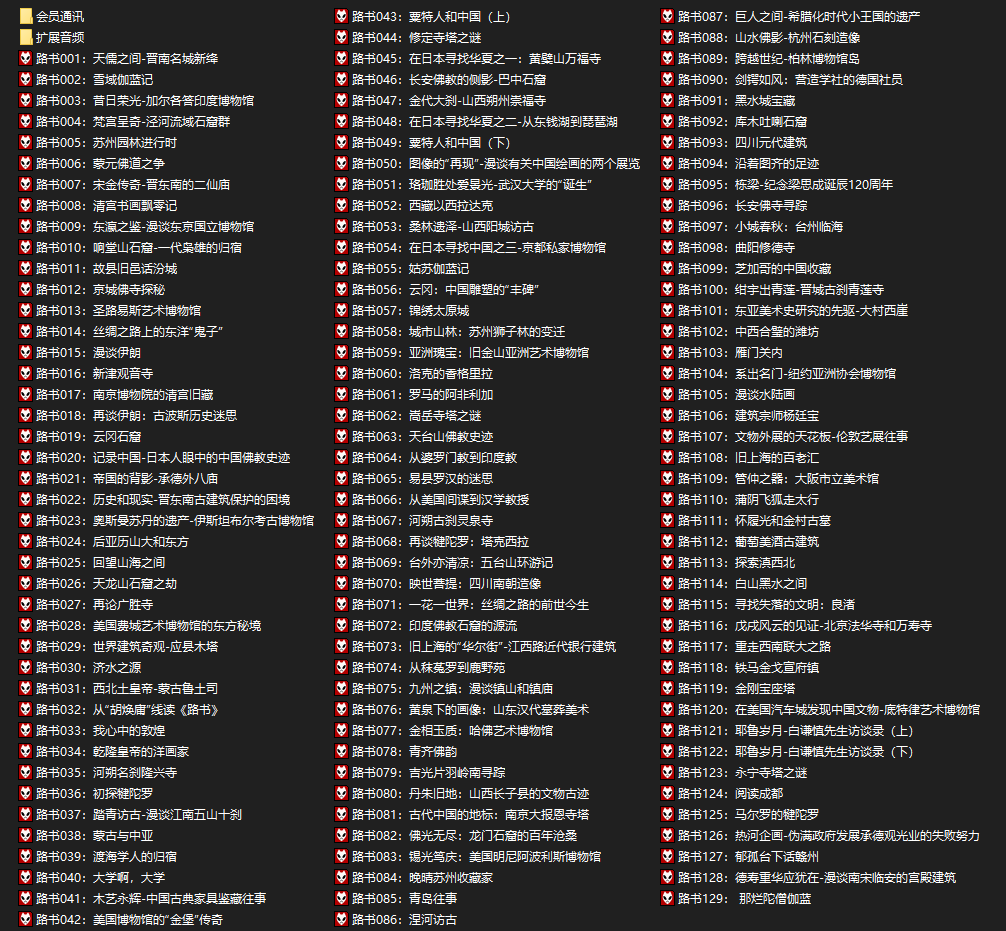 会员通讯
扩展音频
路书001：天儒之间-晋南名城新绛
路书002：雪域伽蓝记
路书003：昔日荣光-加尔各答印度博物馆
路书004：梵宫呈奇-泾河流域石窟群
路书005：苏州园林进行时
路书006：蒙元佛道之争
路书007：宋金传奇-晋东南的二仙庙
路书008：清宫书画飘零记
路书009：东瀛之鉴-漫谈东京国立博物馆
路书010：响堂山石窟-一代枭雄的归宿
路书011：故县旧邑话汾城
路书012：京城佛寺探秘
路书013：圣路易斯艺术博物馆
路书014：丝绸之路上的东洋“鬼子”
路书015：漫谈伊朗
路书016：新津观音寺
路书017：南京博物院的清宫旧藏
路书018：再谈伊朗：古波斯历史迷思
路书019：云冈石窟
路书020：记录中国-日本人眼中的中国佛教史迹
路书021：帝国的背影-承德外八庙
路书022：历史和现实-晋东南古建筑保护的困境
路书023：奥斯曼苏丹的遗产-伊斯坦布尔考古博物馆
路书024：后亚历山大和东方
路书025：回望山海之间
路书026：天龙山石窟之劫
路书027：再论广胜寺
路书028：美国费城艺术博物馆的东方秘境
路书029：世界建筑奇观-应县木塔
路书030：济水之源
路书031：西北土皇帝-蒙古鲁土司
路书032：从“胡焕庸”线读《路书》
路书033：我心中的敦煌
路书034：乾隆皇帝的洋画家
路书035：河朔名刹隆兴寺
路书036：初探犍陀罗
路书037：踏青访古-漫谈江南五山十刹
路书038：蒙古与中亚
路书039：渡海学人的归宿
路书040：大学啊，大学
路书041：木艺永辉-中国古典家具鉴藏往事
路书042：美国博物馆的“金堡”传奇
路书043：粟特人和中国（上）
路书044：修定寺塔之谜
路书045：在日本寻找华夏之一：黄檗山万福寺
路书046：长安佛教的侧影-巴中石窟
路书047：金代大刹-山西朔州崇福寺
路书048：在日本寻找华夏之二-从东钱湖到琵琶湖
路书049：粟特人和中国（下）
路书050：图像的“再现”-漫谈有关中国绘画的两个展览
路书051：珞珈胜处爱景光-武汉大学的“诞生”
路书052：西藏以西拉达克
路书053：桑林遗泽-山西阳城访古
路书054：在日本寻找中国之三-京都私家博物馆
路书055：姑苏伽蓝记
路书056：云冈：中国雕塑的“丰碑”
路书057：锦绣太原城
路书058：城市山林：苏州狮子林的变迁
路书059：亚洲瑰宝：旧金山亚洲艺术博物馆
路书060：洛克的香格里拉
路书061：罗马的阿非利加
路书062：嵩岳寺塔之谜
路书063：天台山佛教史迹
路书064：从婆罗门教到印度教
路书065：易县罗汉的迷思
路书066：从美国间谍到汉学教授
路书067：河朔古刹灵泉寺
路书068：再谈犍陀罗：塔克西拉
路书069：台外亦清凉：五台山环游记
路书070：映世菩提：四川南朝造像
路书071：一花一世界：丝绸之路的前世今生
路书072：印度佛教石窟的源流
路书073：旧上海的“华尔街”-江西路近代银行建筑
路书074：从秣菟罗到鹿野苑
路书075：九州之镇：漫谈镇山和镇庙
路书076：黄泉下的画像：山东汉代墓葬美术
路书077：金相玉质：哈佛艺术博物馆
路书078：青齐佛韵
路书079：吉光片羽岭南寻踪
路书080：丹朱旧地：山西长子县的文物古迹
路书081：古代中国的地标：南京大报恩寺塔
路书082：佛光无尽：龙门石窟的百年沧桑
路书083：锡光笃庆：美国明尼阿波利斯博物馆
路书084：晚晴苏州收藏家
路书085：青岛往事
路书086：涅河访古
路书087：巨人之间-希腊化时代小王国的遗产
路书088：山水佛影-杭州石刻造像
路书089：跨越世纪-柏林博物馆岛
路书090：剑锷如风：营造学社的德国社员
路书091：黑水城宝藏
路书092：库木吐喇石窟
路书093：四川元代建筑
路书094：沿着图齐的足迹
路书095：栋梁-纪念梁思成诞辰120周年
路书096：长安佛寺寻踪
路书097：小城春秋：台州临海
路书098：曲阳修德寺
路书099：芝加哥的中国收藏
路书100：绀宇出青莲-晋城古刹青莲寺
路书101：东亚美术史研究的先驱-大村西崖
路书102：中西合璧的潍坊
路书103：雁门关内
路书104：系出名门-纽约亚洲协会博物馆
路书105：漫谈水陆画
路书106：建筑宗师杨廷宝
路书107：文物外展的天花板-伦敦艺展往事
路书108：旧上海的百老汇
路书109：管仲之器：大阪市立美术馆
路书110：蒲阴飞狐走太行
路书111：怀履光和金村古墓
路书112：葡萄美酒古建筑
路书113：探索滇西北
路书114：白山黑水之间
路书115：寻找失落的文明：良渚
路书116：戊戌风云的见证-北京法华寺和万寿寺
路书117：重走西南联大之路
路书118：铁马金戈宣府镇
路书119：金刚宝座塔
路书120：在美国汽车城发现中国文物-底特律艺术博物馆
路书121：耶鲁岁月-白谦慎先生访谈录（上）
路书122：耶鲁岁月-白谦慎先生访谈录（下）
路书123：永宁寺塔之谜
路书124：阅读成都
路书125：马尔罗的犍陀罗
路书126：热河企画-伪满政府发展承德观光业的失败努力
路书127：郁孤台下话赣州
路书128：德寿重华应犹在-漫谈南宋临安的宫殿建筑
路书129： 那烂陀僧伽蓝